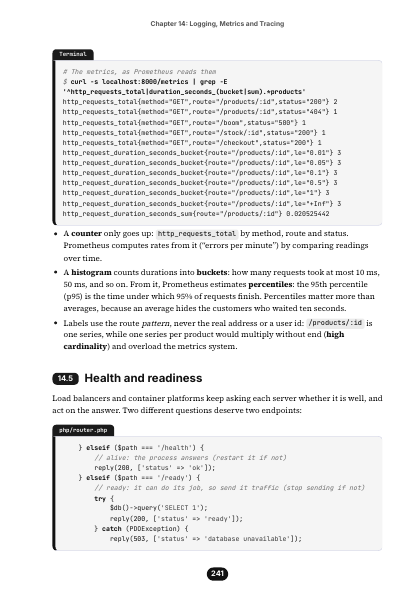 Chapter 14: Logging, Metrics and Tracing
Terminal
# The metrics, as Prometheus reads them
$ curl -s localhost:8000/metrics | grep -E
'^http_requests_total|duration_seconds_(bucket|sum).*products'
http_requests_total{method="GET",route="/products/:id",status="200"} 2
http_requests_total{method="GET",route="/products/:id",status="404"} 1
http_requests_total{method="GET",route="/boom",status="500"} 1
http_requests_total{method="GET",route="/stock/:id",status="200"} 1
http_requests_total{method="GET",route="/checkout",status="200"} 1
http_request_duration_seconds_bucket{route="/products/:id",le="0.01"} 3
http_request_duration_seconds_bucket{route="/products/:id",le="0.05"} 3
http_request_duration_seconds_bucket{route="/products/:id",le="0.1"} 3
http_request_duration_seconds_bucket{route="/products/:id",le="0.5"} 3
http_request_duration_seconds_bucket{route="/products/:id",le="1"} 3
http_request_duration_seconds_bucket{route="/products/:id",le="+Inf"} 3
http_request_duration_seconds_sum{route="/products/:id"} 0.020525442
• A counter only goes up: http_requests_total by method, route and status.
Prometheus computes rates from it (“errors per minute”) by comparing readings
over time.
• A histogram counts durations into buckets: how many requests took at most 10 ms,
50 ms, and so on. From it, Prometheus estimates percentiles: the 95th percentile
(p95) is the time under which 95% of requests finish. Percentiles matter more than
averages, because an average hides the customers who waited ten seconds.
• Labels use the route pattern, never the real address or a user id: /products/:id is
one series, while one series per product would multiply without end (high
cardinality) and overload the metrics system.
14.5 Health and readiness
Load balancers and container platforms keep asking each server whether it is well, and
act on the answer. Two different questions deserve two endpoints:
php/router.php
} elseif ($path === '/health') {
// alive: the process answers (restart it if not)
reply(200, ['status' => 'ok']);
} elseif ($path === '/ready') {
// ready: it can do its job, so send it traffic (stop sending if not)
try {
$db()->query('SELECT 1');
reply(200, ['status' => 'ready']);
} catch (PDOException) {
reply(503, ['status' => 'database unavailable']);
241